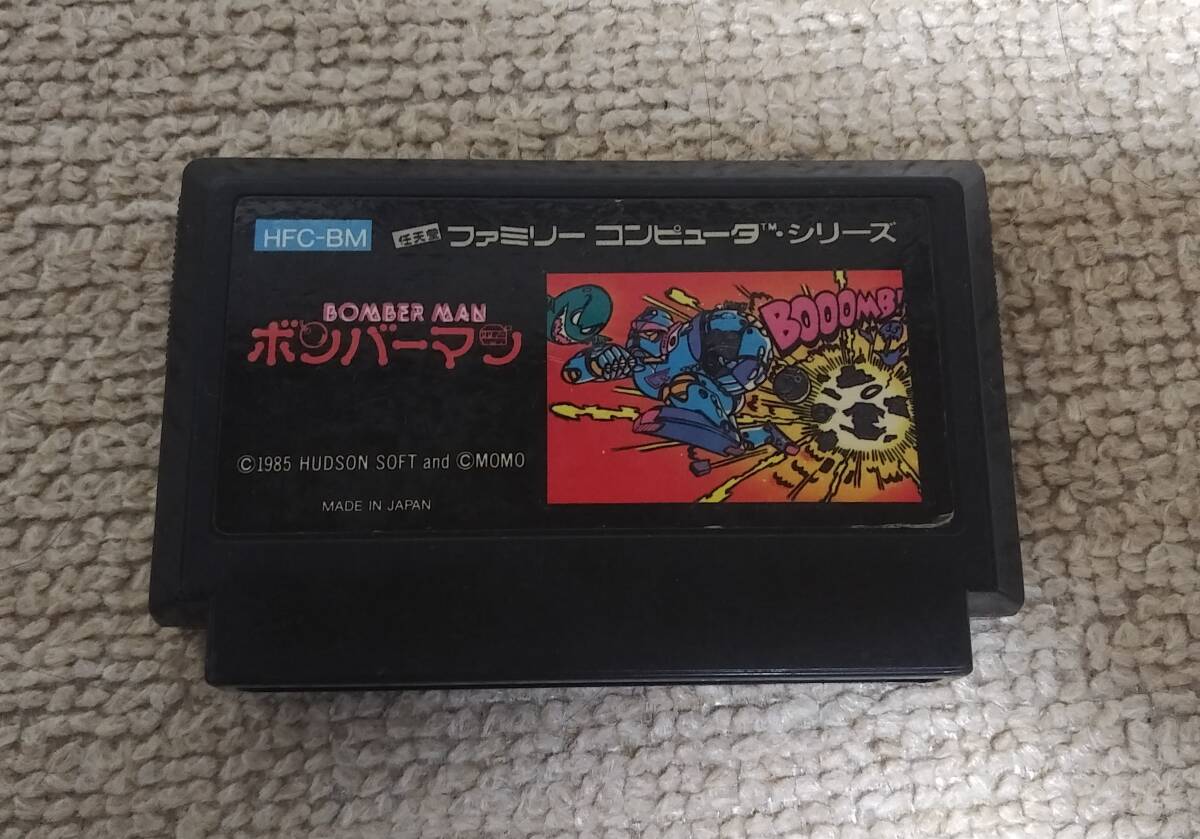 HFC-BM
任天堂 ファミリー コンピュータ™・シリーズ
BOMBER MAN
ボンバーマン
BOOOMB!
©1985 HUDSON SOFT and ©MOMO
MADE IN JAPAN